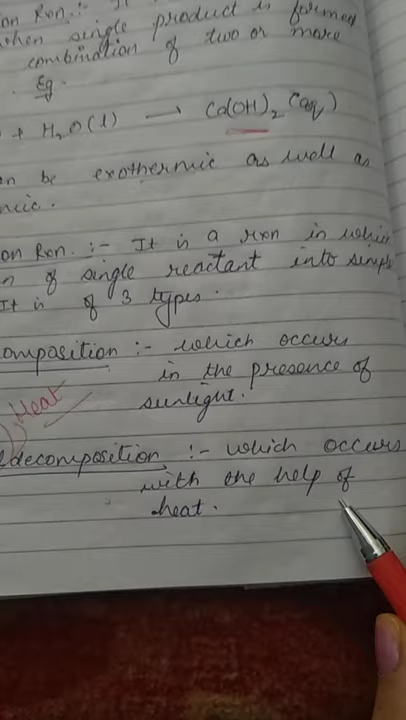 on Rxn. :- It
when single product is formed
combination of two or more
Eg.
+ H₂O(l) → Ca(OH)₂ (aq)
n be exothermic as well as
mic.
on Rxn. :- It is a rxn in which
n of single reactant into simple
It is of 3 types.
omposition :- which occurs
in the presence of
sunlight.
Heat
decomposition :- which occurs
with the help of
heat.